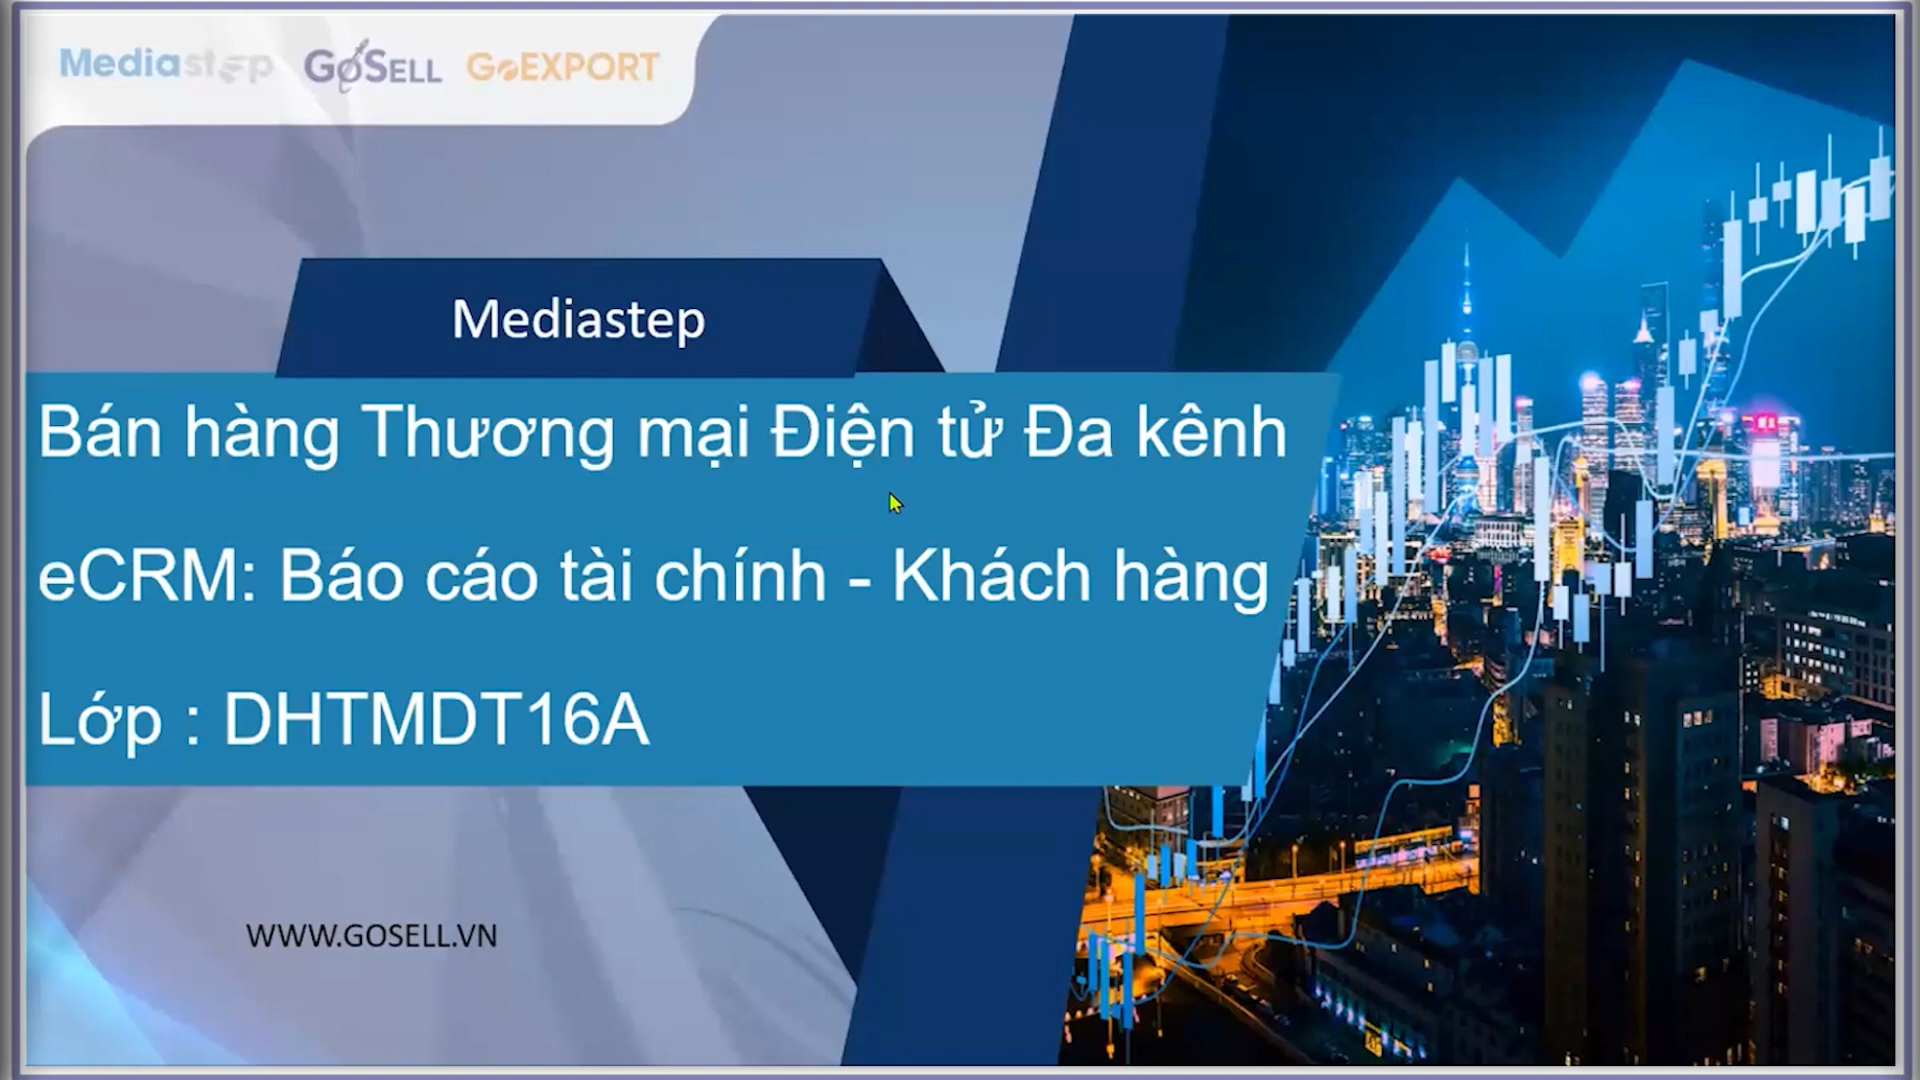 Mediastep GoSELL GoEXPORT
Mediastep
Bán hàng Thương mại Điện tử Đa kênh
eCRM: Báo cáo tài chính - Khách hàng
Lớp : DHTMDT16A
WWW.GOSELL.VN